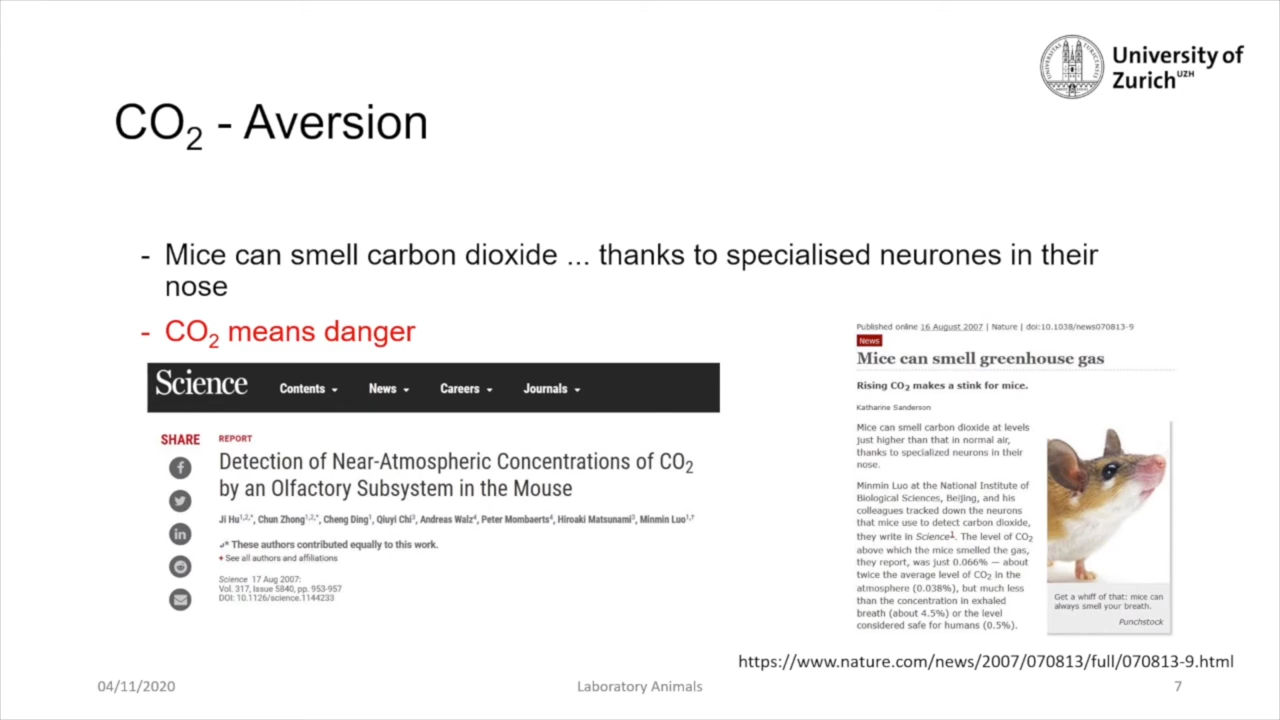 University of
Zurich UZH
CO₂ - Aversion
- Mice can smell carbon dioxide ... thanks to specialised neurones in their
nose
- CO₂ means danger
Science Contents News Careers Journals
SHARE
REPORT
Detection of Near-Atmospheric Concentrations of CO₂
by an Olfactory Subsystem in the Mouse
Ji Hu1,2,*, Chun Zhong1,2,*, Cheng Ding1, Qiuyi Chi3, Andreas Walz4, Peter Mombaerts4, Hiroaki Matsunami3, Minmin Luo1,†
* These authors contributed equally to this work.
+ See all authors and affiliations
Science 17 Aug 2007:
Vol. 317, Issue 5840, pp. 953-957
DOI: 10.1126/science.1144233
Published online 16 August 2007 | Nature | doi:10.1038/news070813-9
News
Mice can smell greenhouse gas
Rising CO₂ makes a stink for mice.
Katharine Sanderson
Mice can smell carbon dioxide at levels
just higher than that in normal air,
thanks to specialized neurons in their
nose.
Minmin Luo at the National Institute of
Biological Sciences, Beijing, and his
colleagues tracked down the neurons
that mice use to detect carbon dioxide,
they write in Science1. The level of CO₂
above which the mice smelled the gas,
they report, was just 0.066% — about
twice the average level of CO₂ in the
atmosphere (0.038%), but much less
than the concentration in exhaled
breath (about 4.5%) or the level
considered safe for humans (0.5%).
Get a whiff of that: mice can
always smell your breath.
Punchstock
https://www.nature.com/news/2007/070813/full/070813-9.html
04/11/2020
Laboratory Animals
7